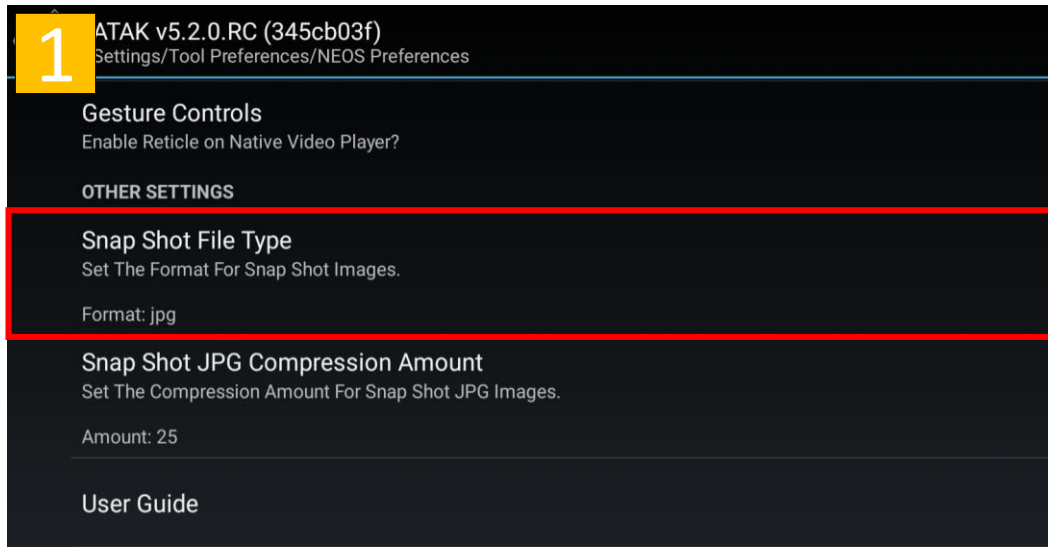 1
ATAK v5.2.0.RC (345cb03f)
Settings/Tool Preferences/NEOS Preferences
Gesture Controls
Enable Reticle on Native Video Player?
OTHER SETTINGS
Snap Shot File Type
Set The Format For Snap Shot Images.
Format: jpg
Snap Shot JPG Compression Amount
Set The Compression Amount For Snap Shot JPG Images.
Amount: 25
User Guide